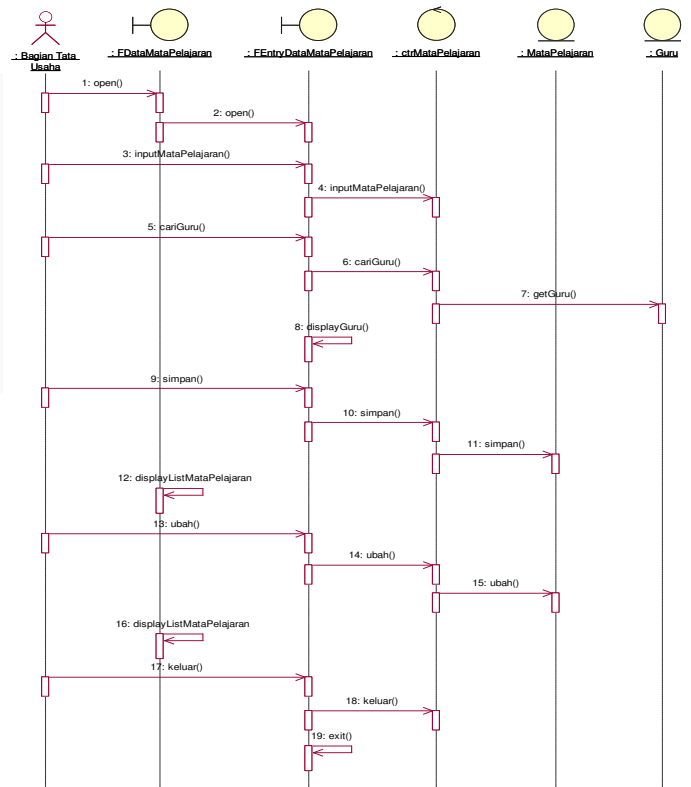 : Bagian Tata
Usaha
: FDataMataPelajaran
: FEntryDataMataPelajaran
: ctrMataPelajaran
: MataPelajaran
: Guru
1: open()
2: open()
3: inputMataPelajaran()
4: inputMataPelajaran()
5: cariGuru()
6: cariGuru()
7: getGuru()
8: displayGuru()
9: simpan()
10: simpan()
11: simpan()
12: displayListMataPelajaran
13: ubah()
14: ubah()
15: ubah()
16: displayListMataPelajaran
17: keluar()
18: keluar()
19: exit()